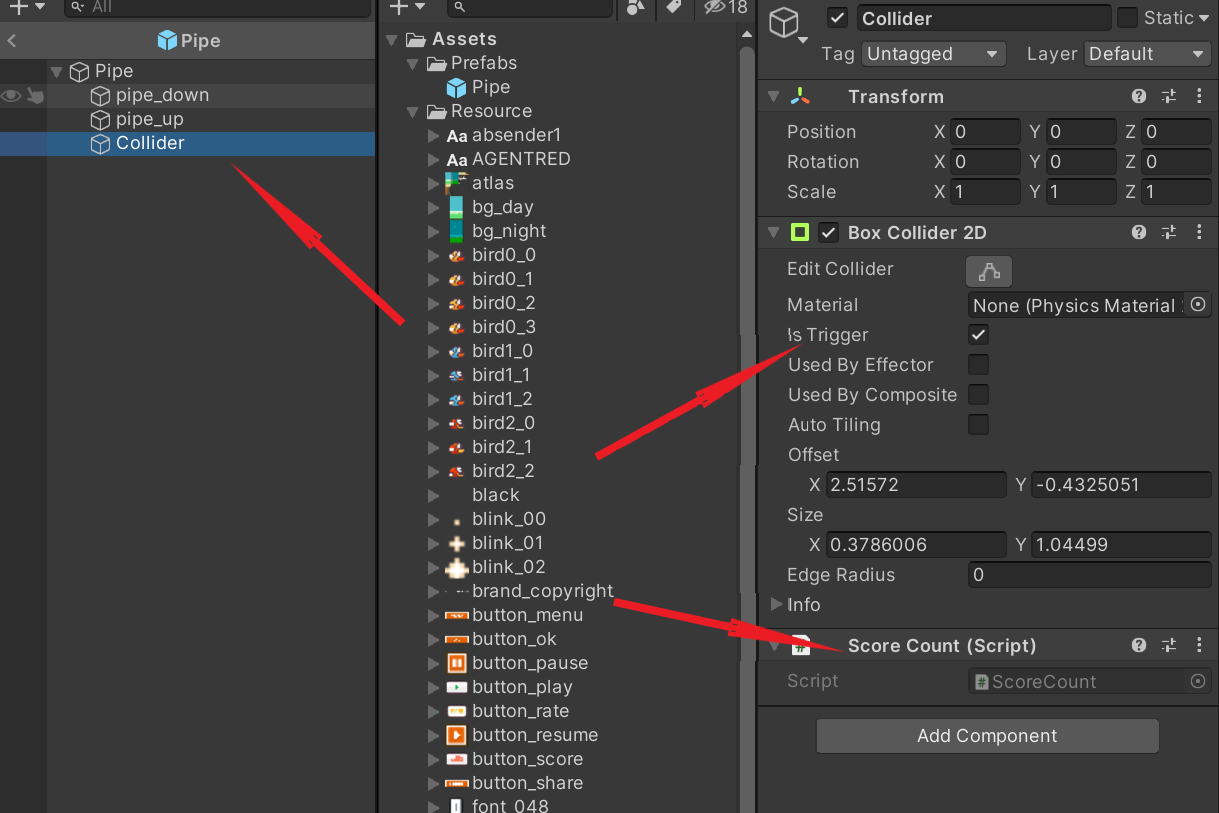 All
18
Pipe
Pipe
pipe_down
pipe_up
Collider
Assets
Prefabs
Pipe
Resource
Aa absender1
Aa AGENTRED
atlas
bg_day
bg_night
bird0_0
bird0_1
bird0_2
bird0_3
bird1_0
bird1_1
bird1_2
bird2_0
bird2_1
bird2_2
black
blink_00
blink_01
blink_02
brand_copyright
button_menu
button_ok
button_pause
button_play
button_rate
button_resume
button_score
button_share
font_048
Collider Static
Tag Untagged Layer Default
Transform
Position X 0 Y 0 Z 0
Rotation X 0 Y 0 Z 0
Scale X 1 Y 1 Z 1
Box Collider 2D
Edit Collider
Material None (Physics Material
Is Trigger
Used By Effector
Used By Composite
Auto Tiling
Offset
X 2.51572 Y -0.4325051
Size
X 0.3786006 Y 1.04499
Edge Radius 0
Info
# Score Count (Script)
Script # ScoreCount
Add Component